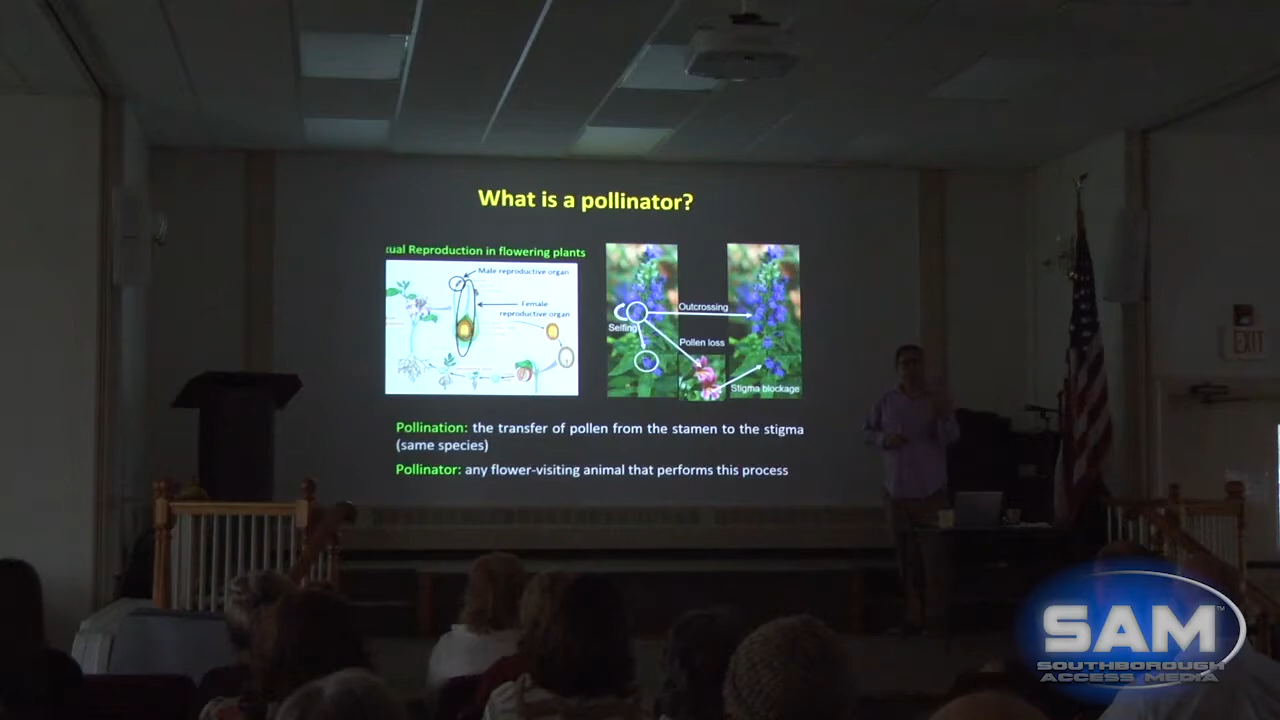 What is a pollinator?
ual Reproduction in flowering plants
Male reproductive organ
Female
reproductive organ
Outcrossing
Selfing
Pollen loss
Stigma blockage
Pollination: the transfer of pollen from the stamen to the stigma
(same species)
Pollinator: any flower-visiting animal that performs this process
EXIT
SAM™
SOUTHBOROUGH
ACCESS MEDIA